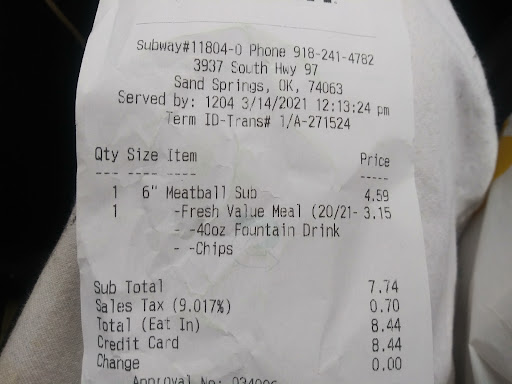 Subway#11804-0 Phone 918-241-4782
3937 South Hwy 97
Sand Springs, OK, 74063
Served by: 1204 3/14/2021 12:13:24 pm
Term ID-Trans# 1/A-271524
Qty Size Item Price
--- ---- ---- -----
1 6" Meatball Sub 4.59
1 -Fresh Value Meal (20/21- 3.15
- -40oz Fountain Drink
- -Chips
Sub Total 7.74
Sales Tax (9.017%) 0.70
Total (Eat In) 8.44
Credit Card 8.44
Change 0.00
Approval No: